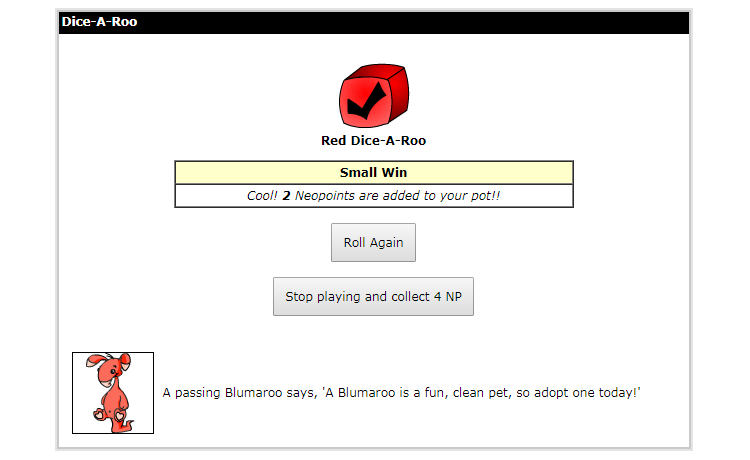 Dice-A-Roo
Red Dice-A-Roo
Small Win
Cool! 2 Neopoints are added to your pot!!
Roll Again
Stop playing and collect 4 NP
A passing Blumaroo says, 'A Blumaroo is a fun, clean pet, so adopt one today!'